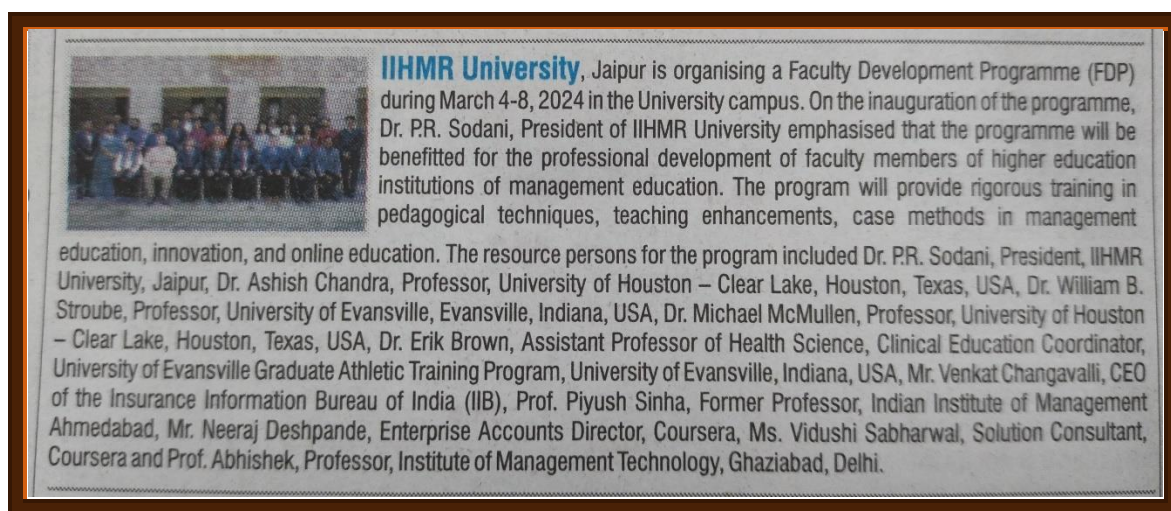 IIHMR University, Jaipur is organising a Faculty Development Programme (FDP)
during March 4-8, 2024 in the University campus. On the inauguration of the programme,
Dr. P.R. Sodani, President of IIHMR University emphasised that the programme will be
benefitted for the professional development of faculty members of higher education
institutions of management education. The program will provide rigorous training in
pedagogical techniques, teaching enhancements, case methods in management
education, innovation, and online education. The resource persons for the program included Dr. P.R. Sodani, President, IIHMR
University, Jaipur, Dr. Ashish Chandra, Professor, University of Houston – Clear Lake, Houston, Texas, USA, Dr. William B.
Stroube, Professor, University of Evansville, Evansville, Indiana, USA, Dr. Michael McMullen, Professor, University of Houston
– Clear Lake, Houston, Texas, USA, Dr. Erik Brown, Assistant Professor of Health Science, Clinical Education Coordinator,
University of Evansville Graduate Athletic Training Program, University of Evansville, Indiana, USA, Mr. Venkat Changavalli, CEO
of the Insurance Information Bureau of India (IIB), Prof. Piyush Sinha, Former Professor, Indian Institute of Management
Ahmedabad, Mr. Neeraj Deshpande, Enterprise Accounts Director, Coursera, Ms. Vidushi Sabharwal, Solution Consultant,
Coursera and Prof. Abhishek, Professor, Institute of Management Technology, Ghaziabad, Delhi.